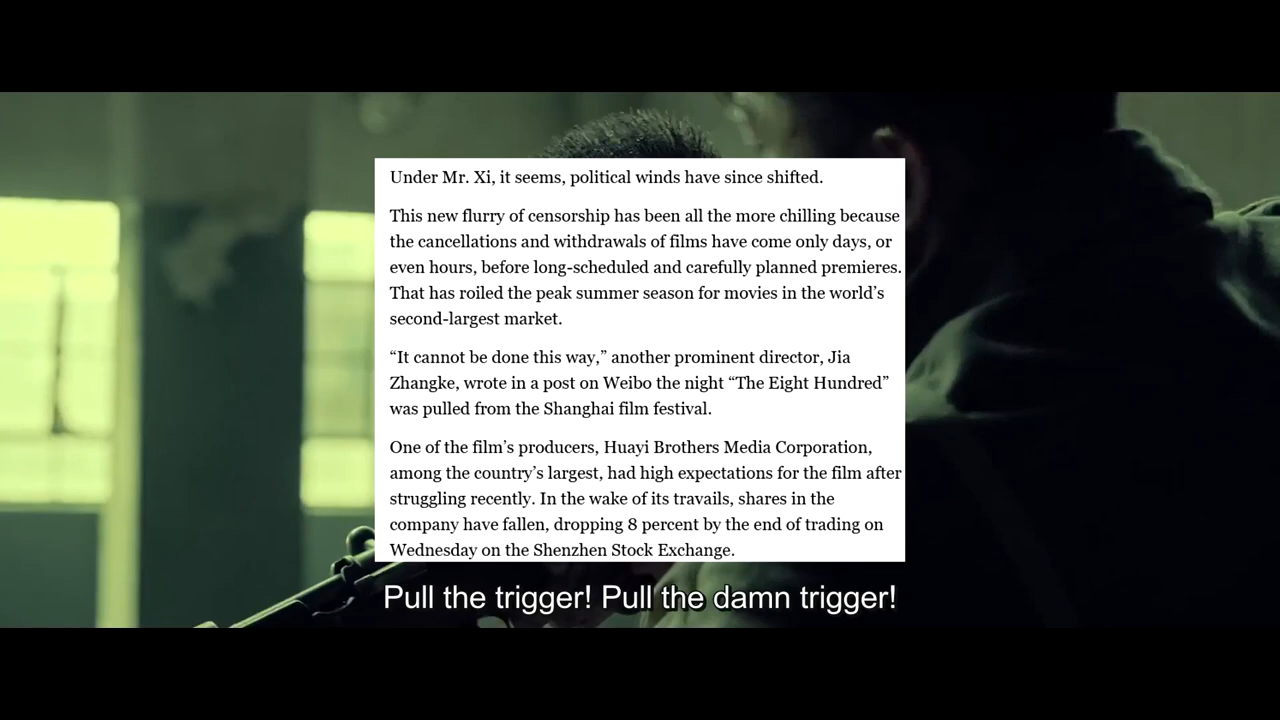 Under Mr. Xi, it seems, political winds have since shifted.
This new flurry of censorship has been all the more chilling because
the cancellations and withdrawals of films have come only days, or
even hours, before long-scheduled and carefully planned premieres.
That has roiled the peak summer season for movies in the world’s
second-largest market.
“It cannot be done this way,” another prominent director, Jia
Zhangke, wrote in a post on Weibo the night “The Eight Hundred”
was pulled from the Shanghai film festival.
One of the film’s producers, Huayi Brothers Media Corporation,
among the country’s largest, had high expectations for the film after
struggling recently. In the wake of its travails, shares in the
company have fallen, dropping 8 percent by the end of trading on
Wednesday on the Shenzhen Stock Exchange.
Pull the trigger! Pull the damn trigger!